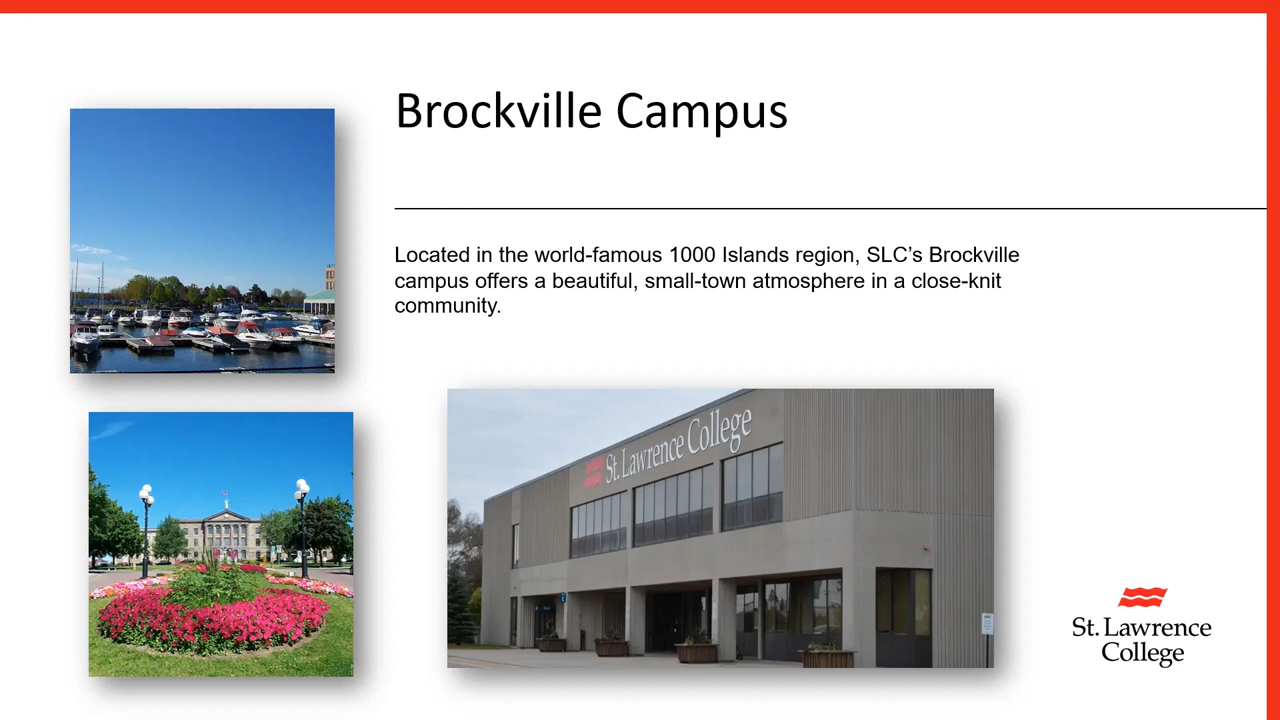 Brockville Campus
Located in the world-famous 1000 Islands region, SLC’s Brockville
campus offers a beautiful, small-town atmosphere in a close-knit
community.
St. Lawrence College
St. Lawrence
College